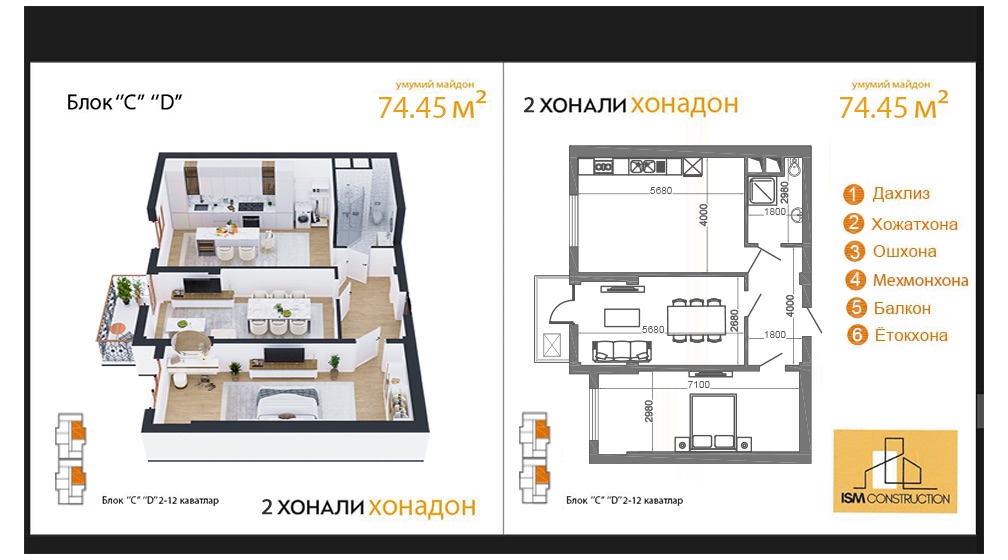 Блок “C” “D”
умумий майдон
74.45 м²
Блок “C” “D” 2-12 каватлар
2 ХОНАЛИ ХОНАДОН
2 ХОНАЛИ ХОНАДОН
умумий майдон
74.45 м²
5680
4000
2980
1800
5680
2680
4000
1800
7100
2980
1 Дахлиз
2 Хожатхона
3 Ошхона
4 Мехмонхона
5 Балкон
6 Ётокхона
Блок “C” “D” 2-12 каватлар
ISM CONSTRUCTION